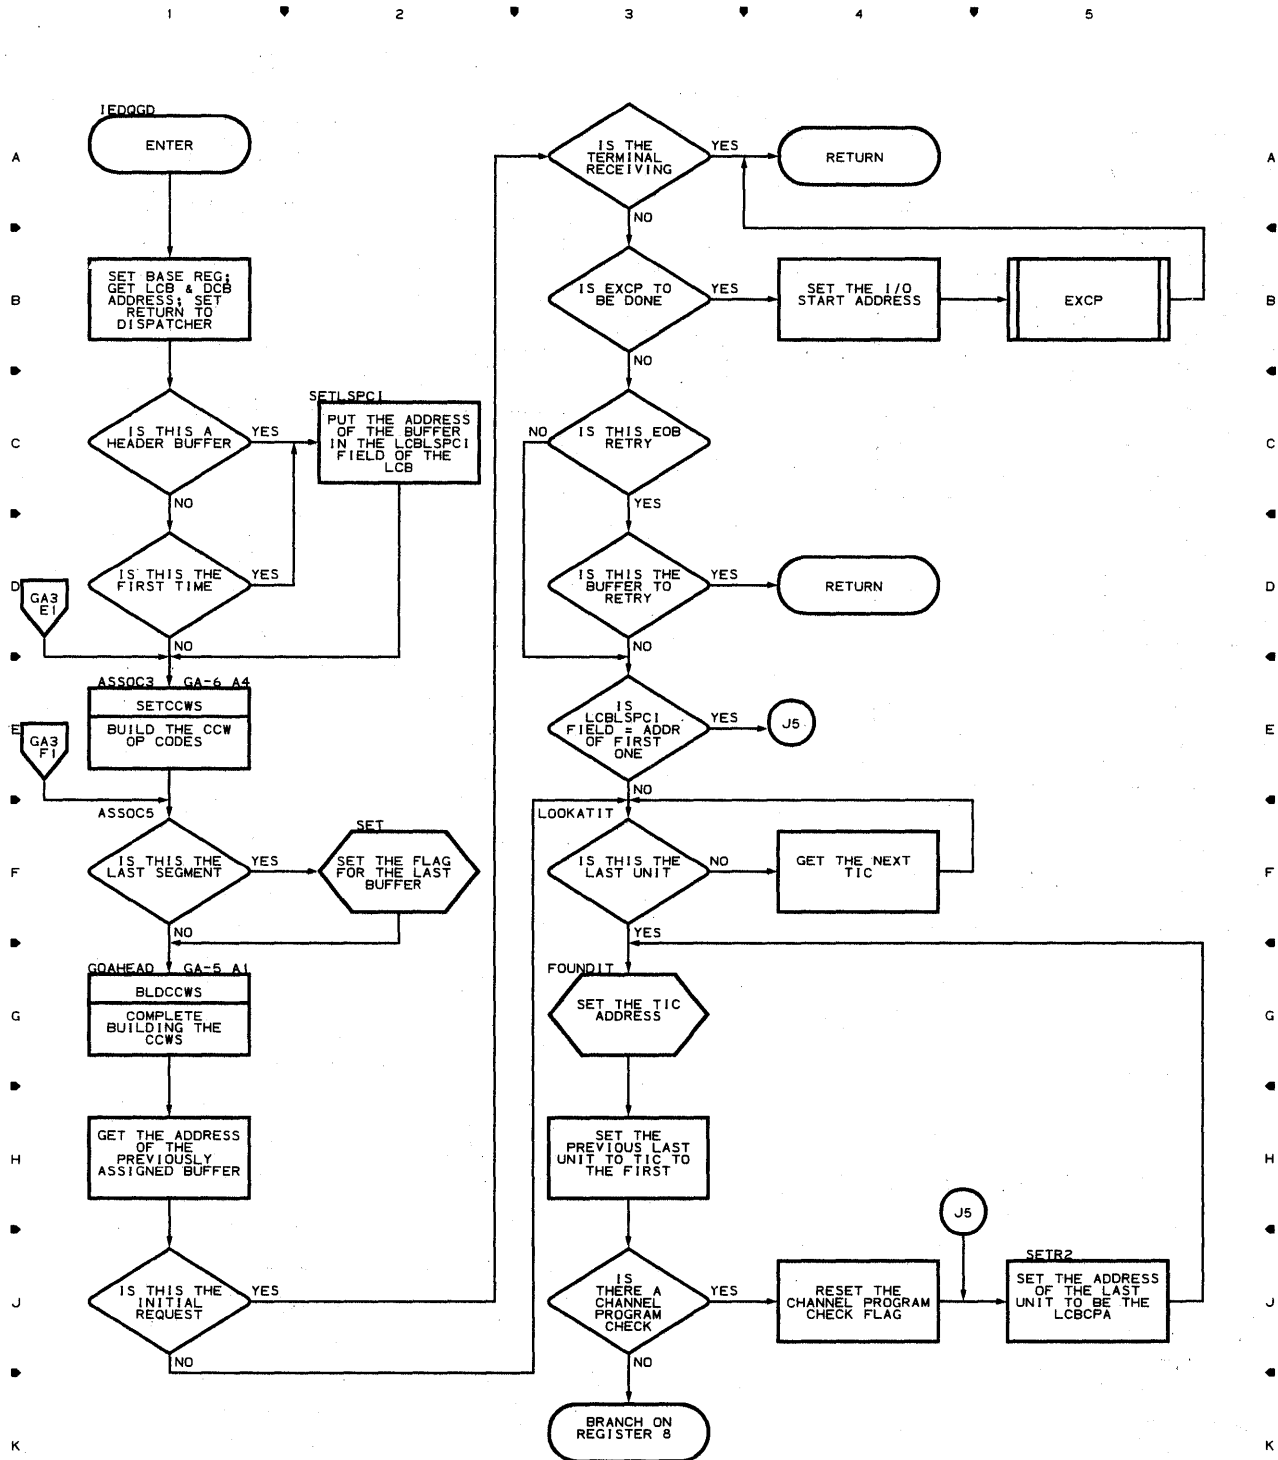 1
2
3
4
5
IEDQGD
ENTER
A
SET BASE REG;
GET LCB & DCB
ADDRESS; SET
RETURN TO
DISPATCHER
B
IS THIS A
HEADER BUFFER
YES
NO
SETLSPCI
PUT THE ADDRESS
OF THE BUFFER
IN THE LCBLSPCI
FIELD OF THE
LCB
C
IS THIS THE
FIRST TIME
YES
NO
D
GA3
E1
ASSOC3 GA-6 A4
SETCCWS
BUILD THE CCW
OP CODES
E
GA3
F1
ASSOC5
IS THIS THE
LAST SEGMENT
YES
NO
SET
SET THE FLAG
FOR THE LAST
BUFFER
F
GOAHEAD GA-5 A1
BLDCCWS
COMPLETE
BUILDING THE
CCWS
G
GET THE ADDRESS
OF THE
PREVIOUSLY
ASSIGNED BUFFER
H
IS THIS THE
INITIAL
REQUEST
YES
NO
J
K
IS THE
TERMINAL
RECEIVING
YES
NO
RETURN
A
IS EXCP TO
BE DONE
YES
NO
SET THE I/O
START ADDRESS
EXCP
B
IS THIS EOB
RETRY
NO
YES
C
IS THIS THE
BUFFER TO
RETRY
YES
NO
RETURN
D
IS
LCBLSPCI
FIELD = ADDR
OF FIRST
ONE
YES
NO
J5
E
LOOKATIT
IS THIS THE
LAST UNIT
NO
YES
GET THE NEXT
TIC
F
FOUNDIT
SET THE TIC
ADDRESS
G
SET THE
PREVIOUS LAST
UNIT TO TIC TO
THE FIRST
H
IS
THERE A
CHANNEL
PROGRAM
CHECK
YES
NO
RESET THE
CHANNEL PROGRAM
CHECK FLAG
J5
SETR2
SET THE ADDRESS
OF THE LAST
UNIT TO BE THE
LCBCPA
J
BRANCH ON
REGISTER 8
K